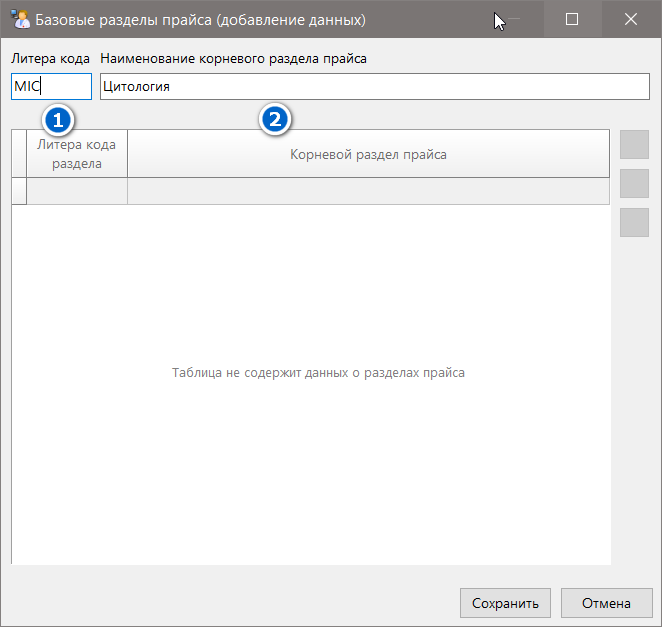 Базовые разделы прайса (добавление данных)
Литера кода Наименование корневого раздела прайса
MIC Цитология
1 2
Литера кода
раздела
Корневой раздел прайса
Таблица не содержит данных о разделах прайса
Сохранить Отмена